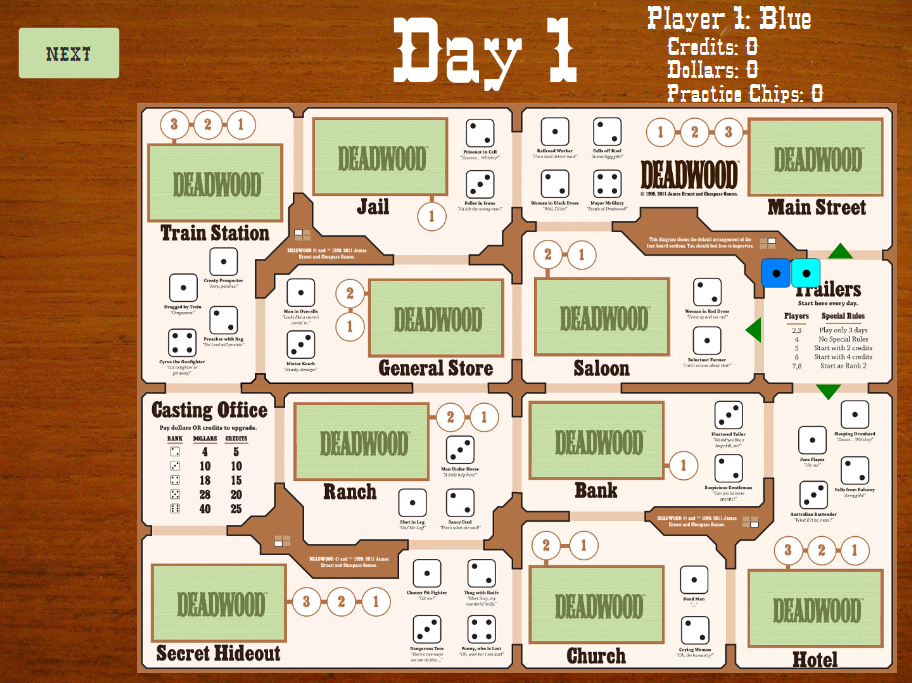 NEXT
Day 1
Player 1: Blue
Credits: 0
Dollars: 0
Practice Chips: 0
3 2 1
DEADWOOD
Train Station
Crusty Prospector
Dragged by Train
Preacher with Bag
Cyrus the Gunfighter
DEADWOOD
Jail
1
Prisoner in Cell
Feller in Irons
Railroad Worker
Falls off Roof
Woman in Black Dress
Mayor McGinty
1 2 3
DEADWOOD
© 1999, 2011 James Ernest and Cheapass Games.
DEADWOOD
Main Street
DEADWOOD © and ™ 1999, 2011 James
Ernest and Cheapass Games.
This diagram shows the default arrangement of the
four board sections. You should feel free to improvise.
Man in Overalls
Mister Keach
2
1
DEADWOOD
General Store
2 1
DEADWOOD
Saloon
Woman in Red Dress
Reluctant Farmer
Trailers
Start here every day.
Players Special Rules
2,3 Play only 3 days
4 No Special Rules
5 Start with 2 credits
6 Start with 4 credits
7,8 Start as Rank 2
Casting Office
Pay dollars OR credits to upgrade.
RANK DOLLARS CREDITS
4 5
10 10
18 15
28 20
40 25
DEADWOOD
Ranch
2 1
Man Under Horse
Shot in Leg
Saucy Fred
DEADWOOD
Bank
1
Flustered Teller
Suspicious Gentleman
Sleeping Drunkard
Faro Player
Falls from Balcony
Australian Bartender
3 2 1
DEADWOOD
Hotel
DEADWOOD © and ™ 1999, 2011 James
Ernest and Cheapass Games.
DEADWOOD © and ™ 1999, 2011 James
Ernest and Cheapass Games.
DEADWOOD
Secret Hideout
3 2 1
Clumsy Pit Fighter
Thug with Knife
Dangerous Tom
Penny, who is Lost
2 1
DEADWOOD
Church
Dead Man
Crying Woman